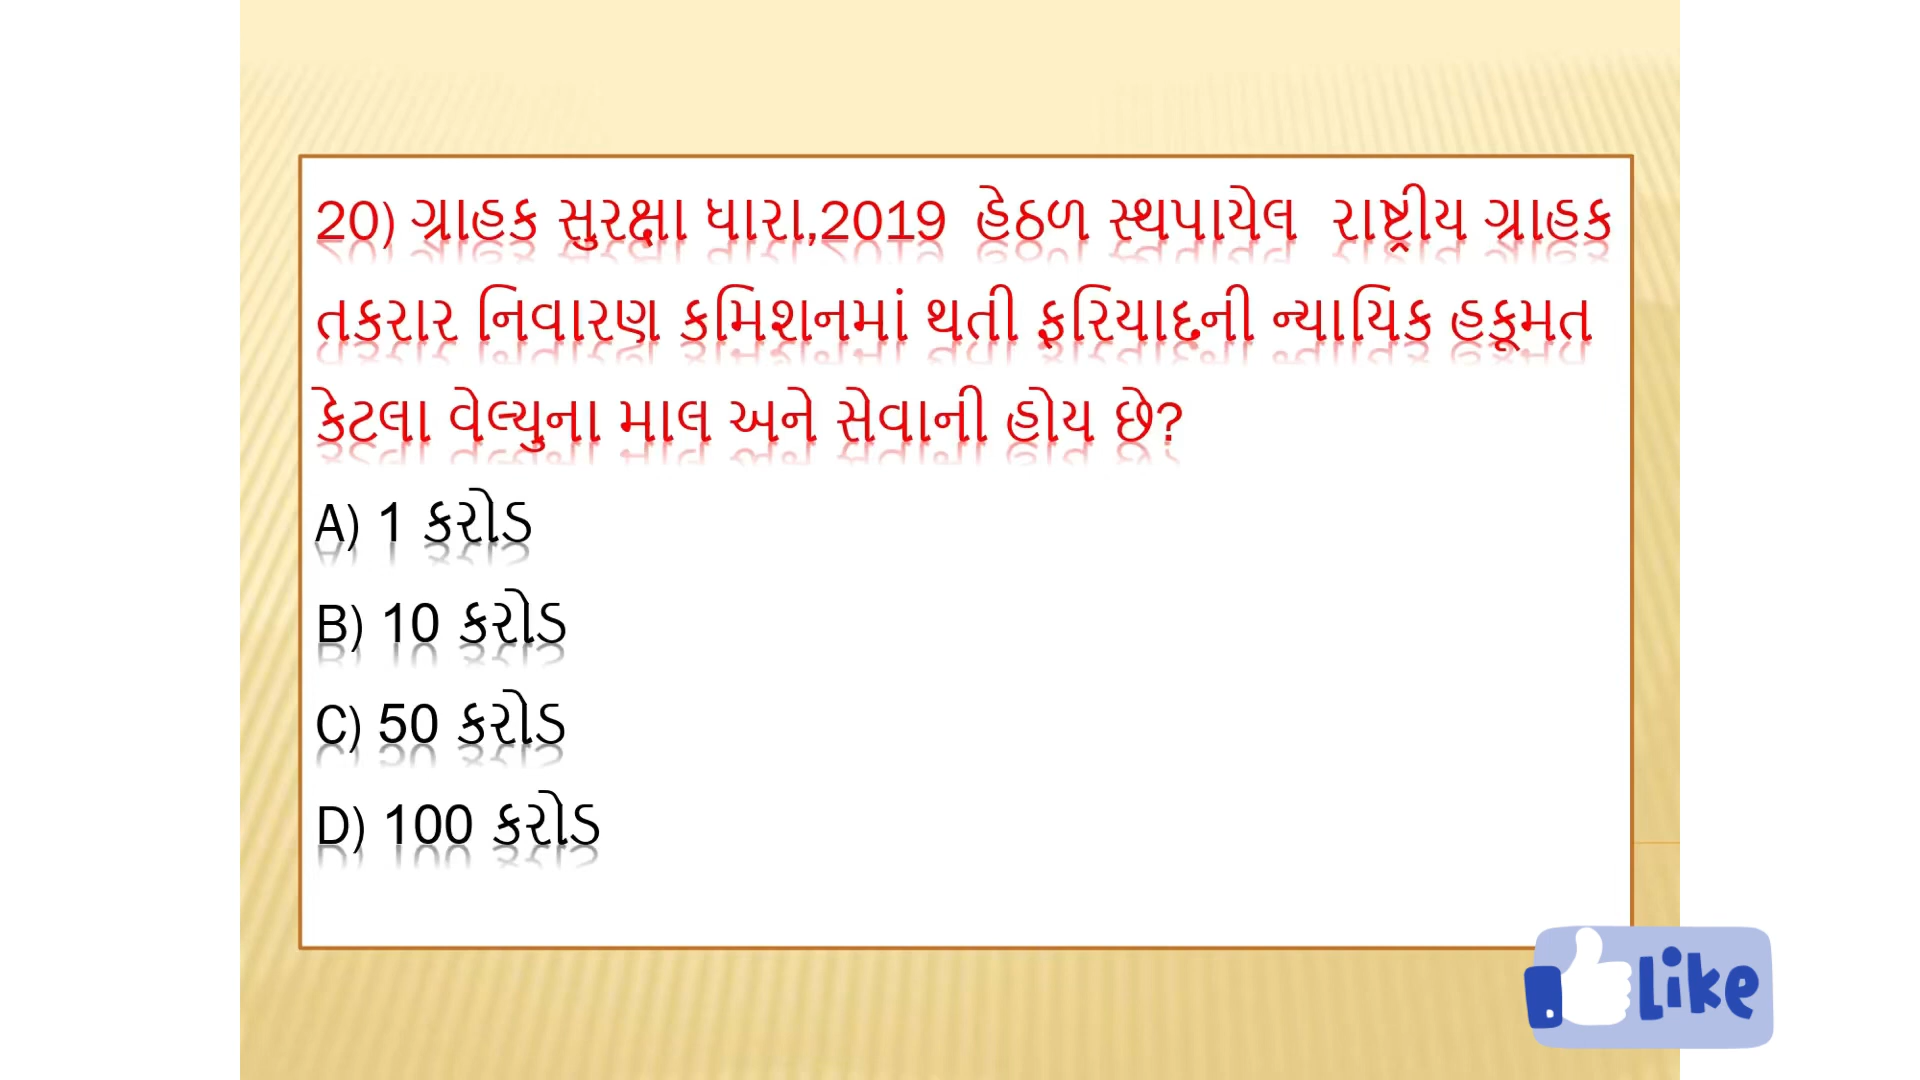 20) ગ્રાહક સુરક્ષા ધારા,2019 હેઠળ સ્થપાયેલ રાષ્ટ્રીય ગ્રાહક
તકરાર નિવારણ કમિશનમાં થતી ફરિયાદની ન્યાયિક હકૂમત
કેટલા વેલ્યુના માલ અને સેવાની હોય છે?
A) 1 કરોડ
B) 10 કરોડ
C) 50 કરોડ
D) 100 કરોડ
Like